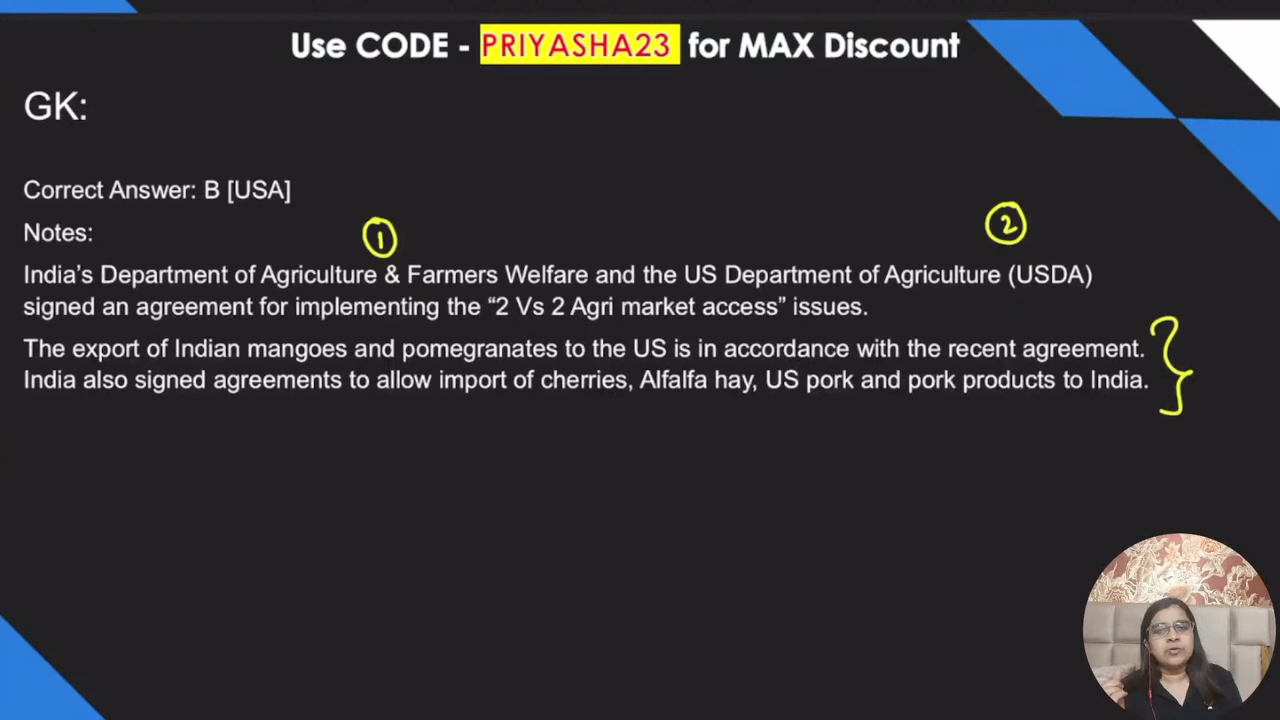 Use CODE - PRIYASHA23 for MAX Discount
GK:
Correct Answer: B [USA]
Notes:
1
2
India’s Department of Agriculture & Farmers Welfare and the US Department of Agriculture (USDA)
signed an agreement for implementing the “2 Vs 2 Agri market access” issues.
The export of Indian mangoes and pomegranates to the US is in accordance with the recent agreement.
India also signed agreements to allow import of cherries, Alfalfa hay, US pork and pork products to India.